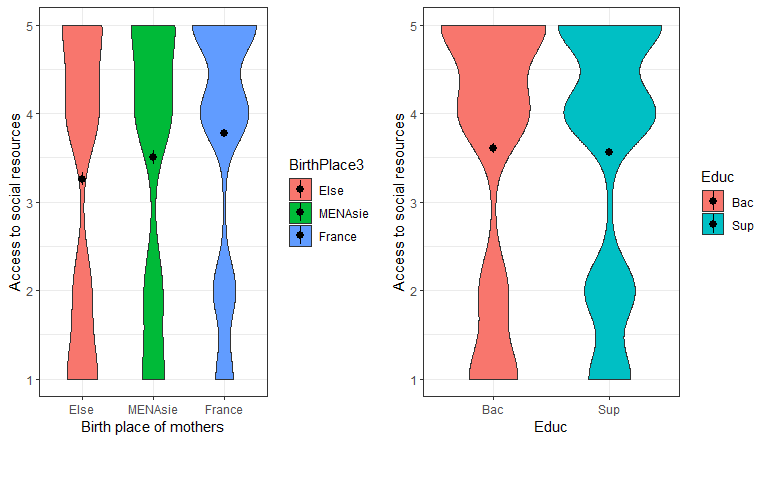 Access to social resources
5
4
3
2
1
Else MENAsie France
Birth place of mothers
BirthPlace3
Else
MENAsie
France
Access to social resources
5
4
3
2
1
Bac Sup
Educ
Educ
Bac
Sup